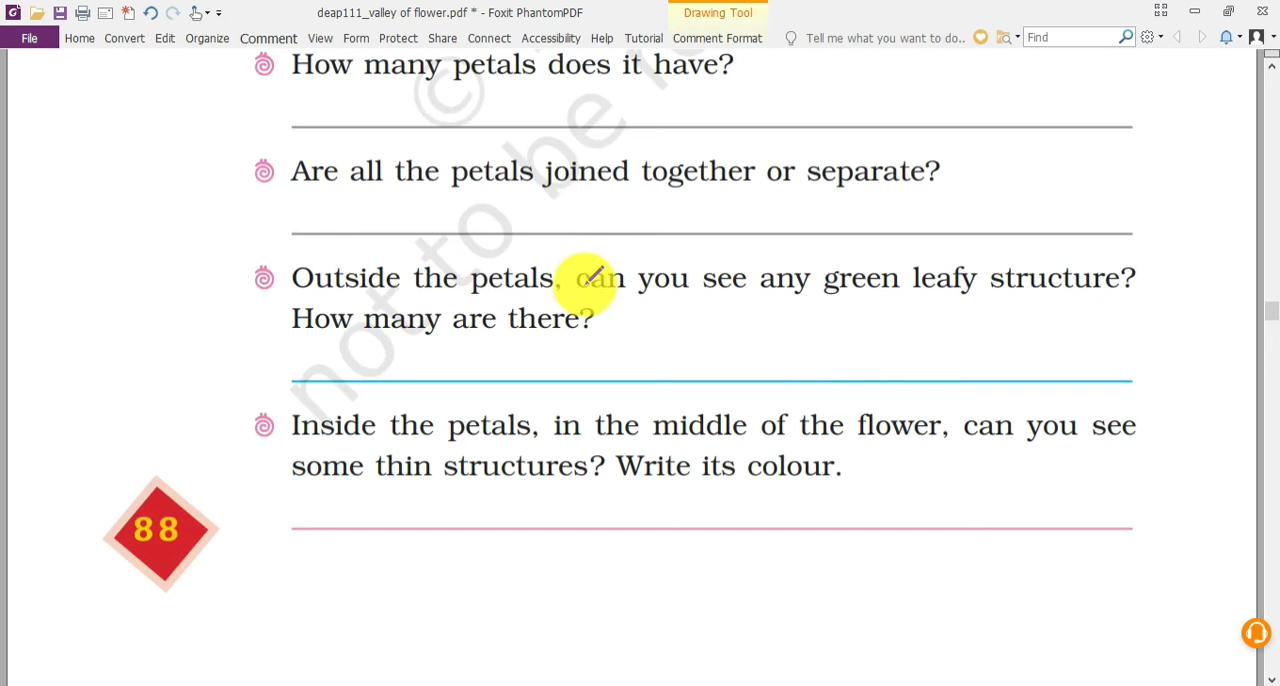 deap111_valley of flower.pdf * - Foxit PhantomPDF
Drawing Tool
File Home Convert Edit Organize Comment View Form Protect Share Connect Accessibility Help Tutorial Comment Format Tell me what you want to do.. Find
How many petals does it have?
Are all the petals joined together or separate?
Outside the petals, can you see any green leafy structure?
How many are there?
Inside the petals, in the middle of the flower, can you see
some thin structures? Write its colour.
88
© not to be